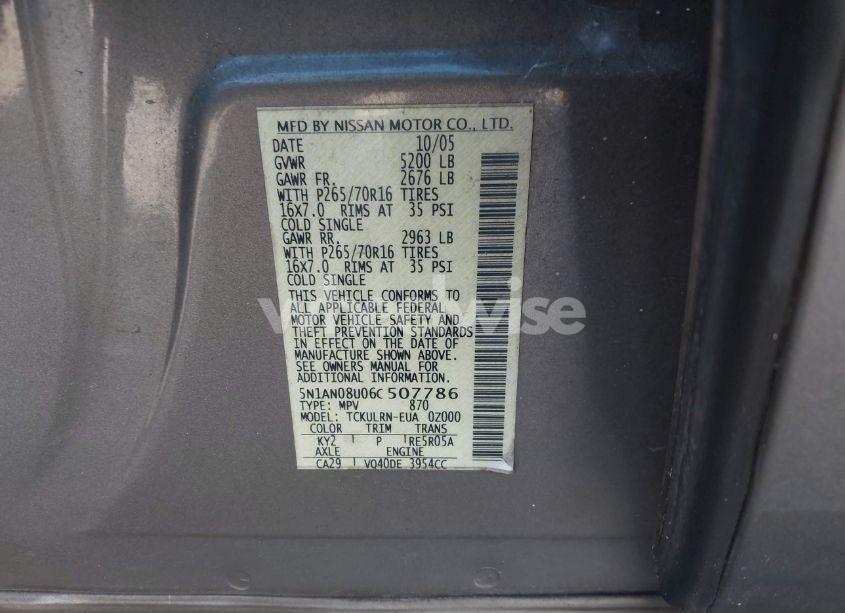 MFD BY NISSAN MOTOR CO., LTD.
DATE 10/05
GVWR 5200 LB
GAWR FR. 2676 LB
WITH P265/70R16 TIRES
16X7.0 RIMS AT 35 PSI
COLD SINGLE
GAWR RR. 2963 LB
WITH P265/70R16 TIRES
16X7.0 RIMS AT 35 PSI
COLD SINGLE
THIS VEHICLE CONFORMS TO
ALL APPLICABLE FEDERAL
MOTOR VEHICLE SAFETY AND
THEFT PREVENTION STANDARDS
IN EFFECT ON THE DATE OF
MANUFACTURE SHOWN ABOVE.
SEE OWNERS MANUAL FOR
ADDITIONAL INFORMATION.
5N1AN08U06C507786
TYPE: MPV 870
MODEL: TCKULRN-EUA 0Z000
COLOR TRIM TRANS
KY2 P RE5R05A
AXLE ENGINE
CA29 VQ40DE 3954CC